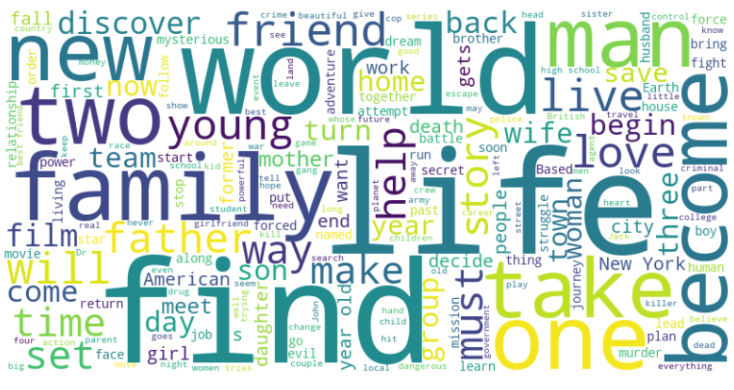 fall
country
discover
crime
beautiful
give
cop
series
head
sister
control
know
new
mysterious
money
friend
see
dream
back
brother
husband
force
bring
fight
world
man
relationship
best friend
order
first
now
follow
event
land
leave
adventure
work
home
together
gets
high school
live
save
Earth
little
house
two
young
show
good
best
whose
future
turn
attempt
escape
death
battle
may
story
wife
begin
British
travel
known
become
keep
power
race
team
start
school
kid
around
war
game
mother
police
run
soon
love
agent
men
criminal
family
life
stop
former
powerful
tell
hope
gang
want
help
secret
away
planet
crew
left
Based
woman
look
three
part
living
put
need
student
girlfriend
forced
end
long
past
army
career
street
people
town
struggle
heart
college
boy
film
real
never
father
kill
named
year
children
city
Jack
movie
star
Dr
way
will
along
American
even
drug
seem
son
make
search
decide
old
thing
journey
New York
human
come
return
meet
well
trying
daughter
year old
group
must
play
take
killer
believe
time
find
one
lead
dead
four
action
parent
day
job
s
John
change
hand
child
mission
government
plan
set
face
goes
girl
go
evil
hit
murder
big
move
night
women
tries
couple
local
dangerous
learn
everything